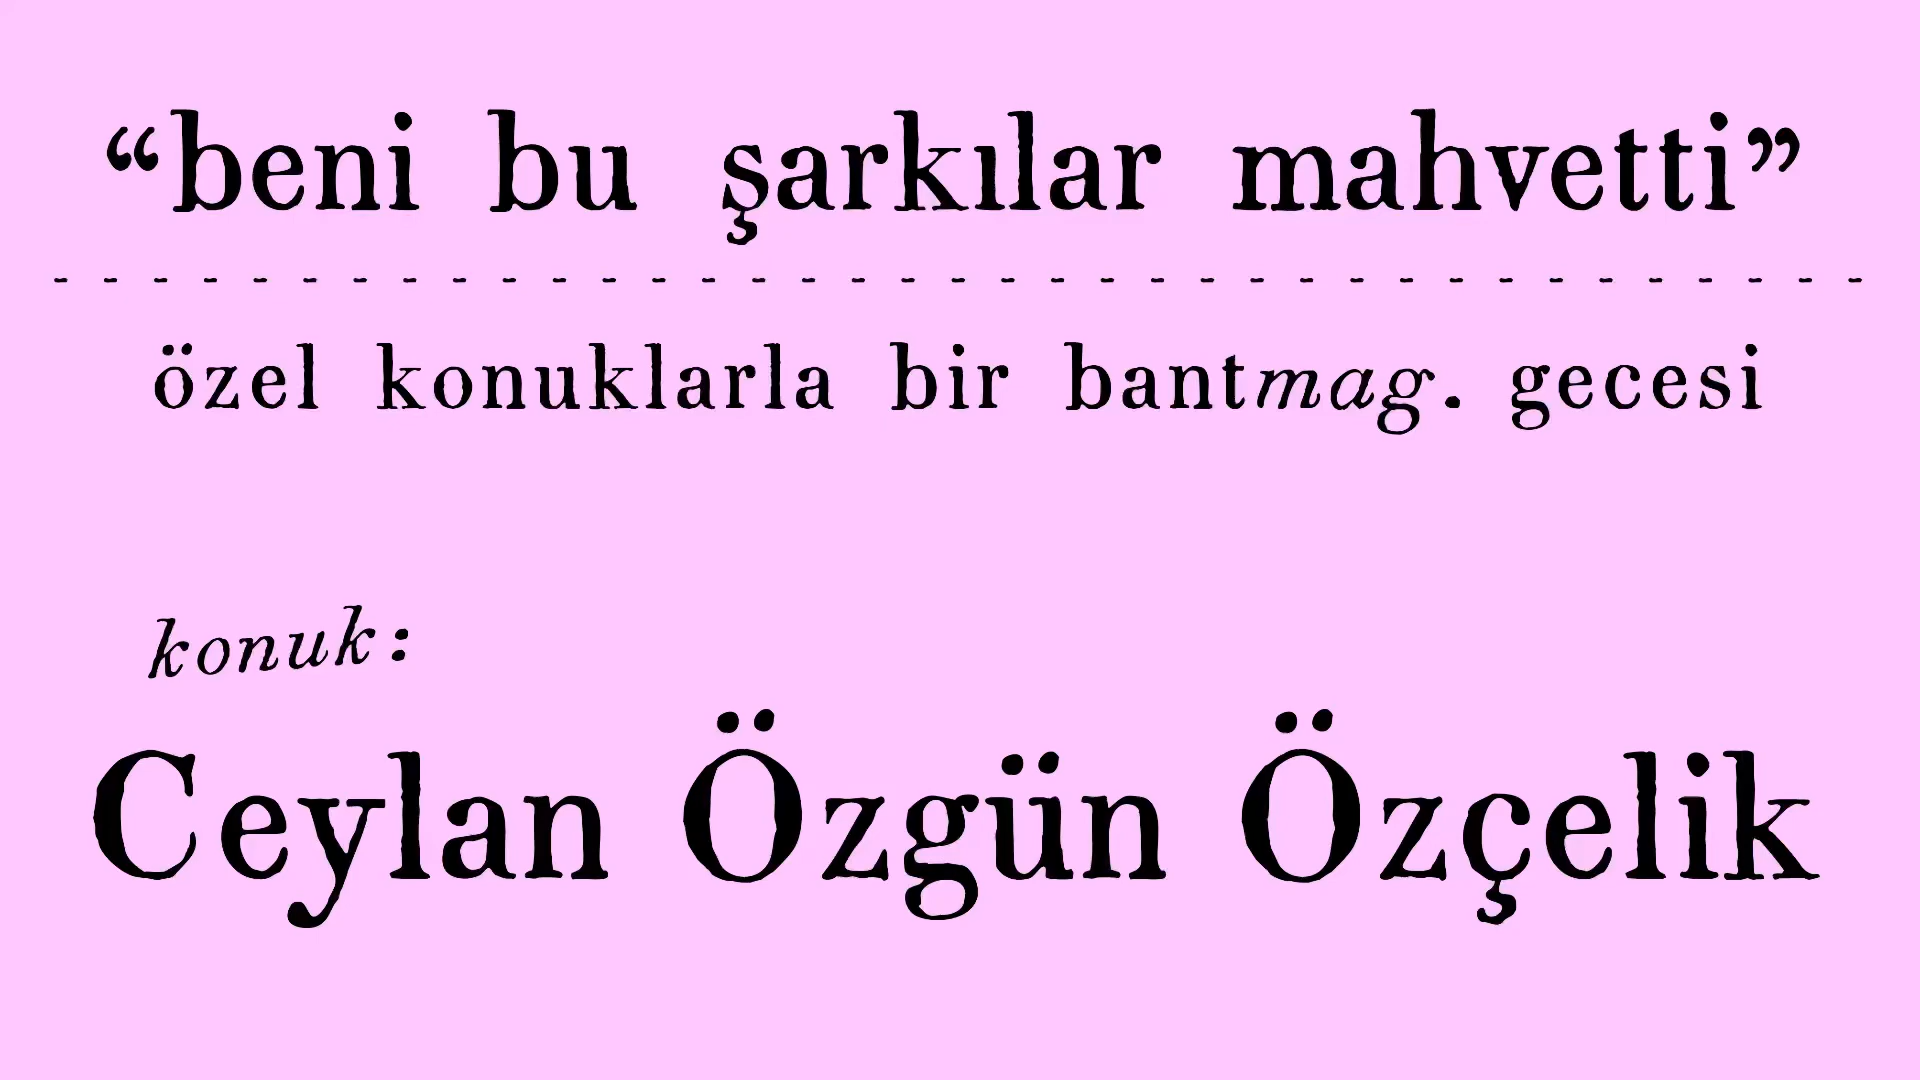 “beni bu şarkılar mahvetti”
- - - - - - - - - - - - - - - - - - - - - - - - - - - - - - - - - - - - -
özel konuklarla bir bantmag. gecesi
konuk:
Ceylan Özgün Özçelik